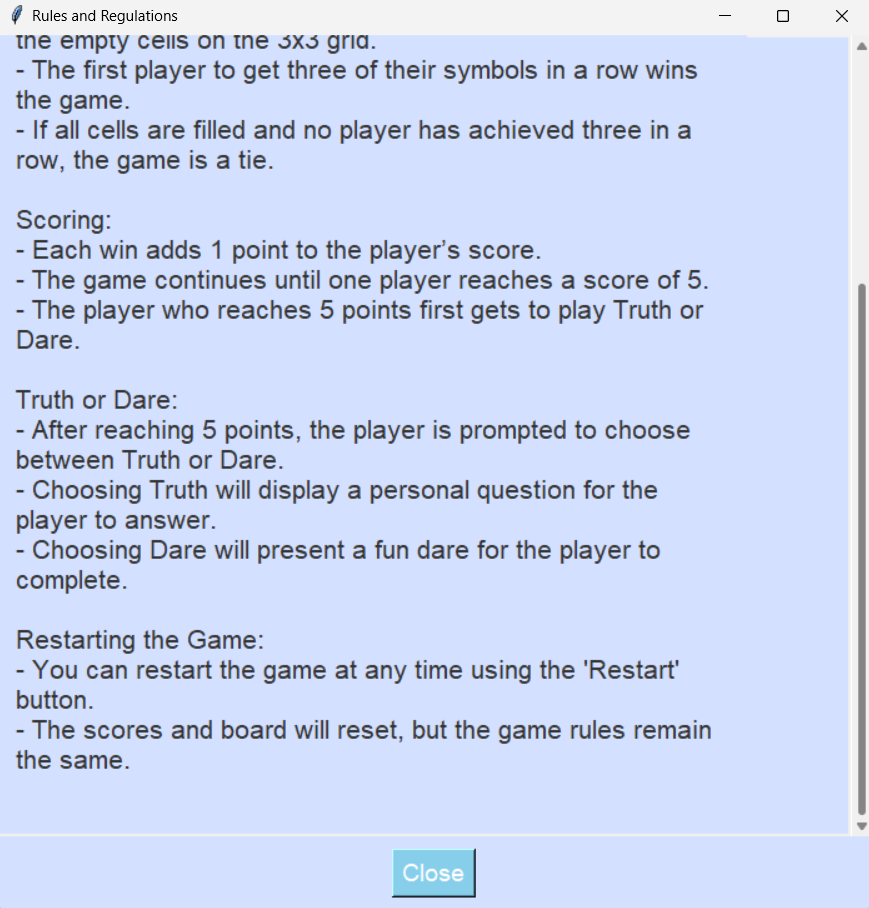 Rules and Regulations
the empty cells on the 3x3 grid.
- The first player to get three of their symbols in a row wins
the game.
- If all cells are filled and no player has achieved three in a
row, the game is a tie.
Scoring:
- Each win adds 1 point to the player’s score.
- The game continues until one player reaches a score of 5.
- The player who reaches 5 points first gets to play Truth or
Dare.
Truth or Dare:
- After reaching 5 points, the player is prompted to choose
between Truth or Dare.
- Choosing Truth will display a personal question for the
player to answer.
- Choosing Dare will present a fun dare for the player to
complete.
Restarting the Game:
- You can restart the game at any time using the 'Restart'
button.
- The scores and board will reset, but the game rules remain
the same.
Close